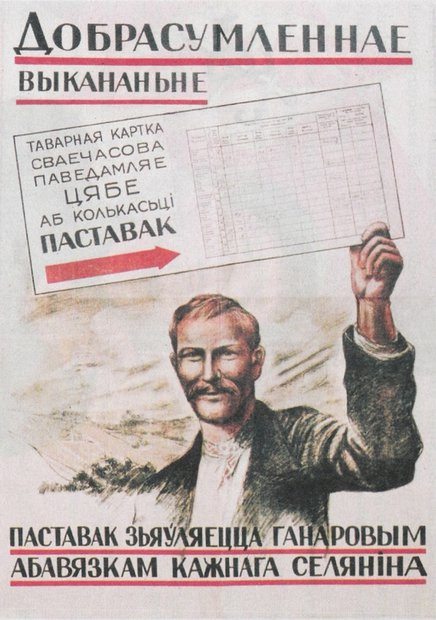 ДОБРАСУМЛЕННАЕ
ВЫКАНАНЬНЕ
ТАВАРНАЯ КАРТКА
СВАЕЧАСОВА
ПАВЕДАМЛЯЕ
ЦЯБЕ
АБ КОЛЬКАСЬЦІ
ПАСТАВАК
ПАСТАВАК ЗЬЯЎЛЯЕЦЦА ГАНАРОВЫМ
АБАВЯЗКАМ КАЖНАГА СЕЛЯНІНА